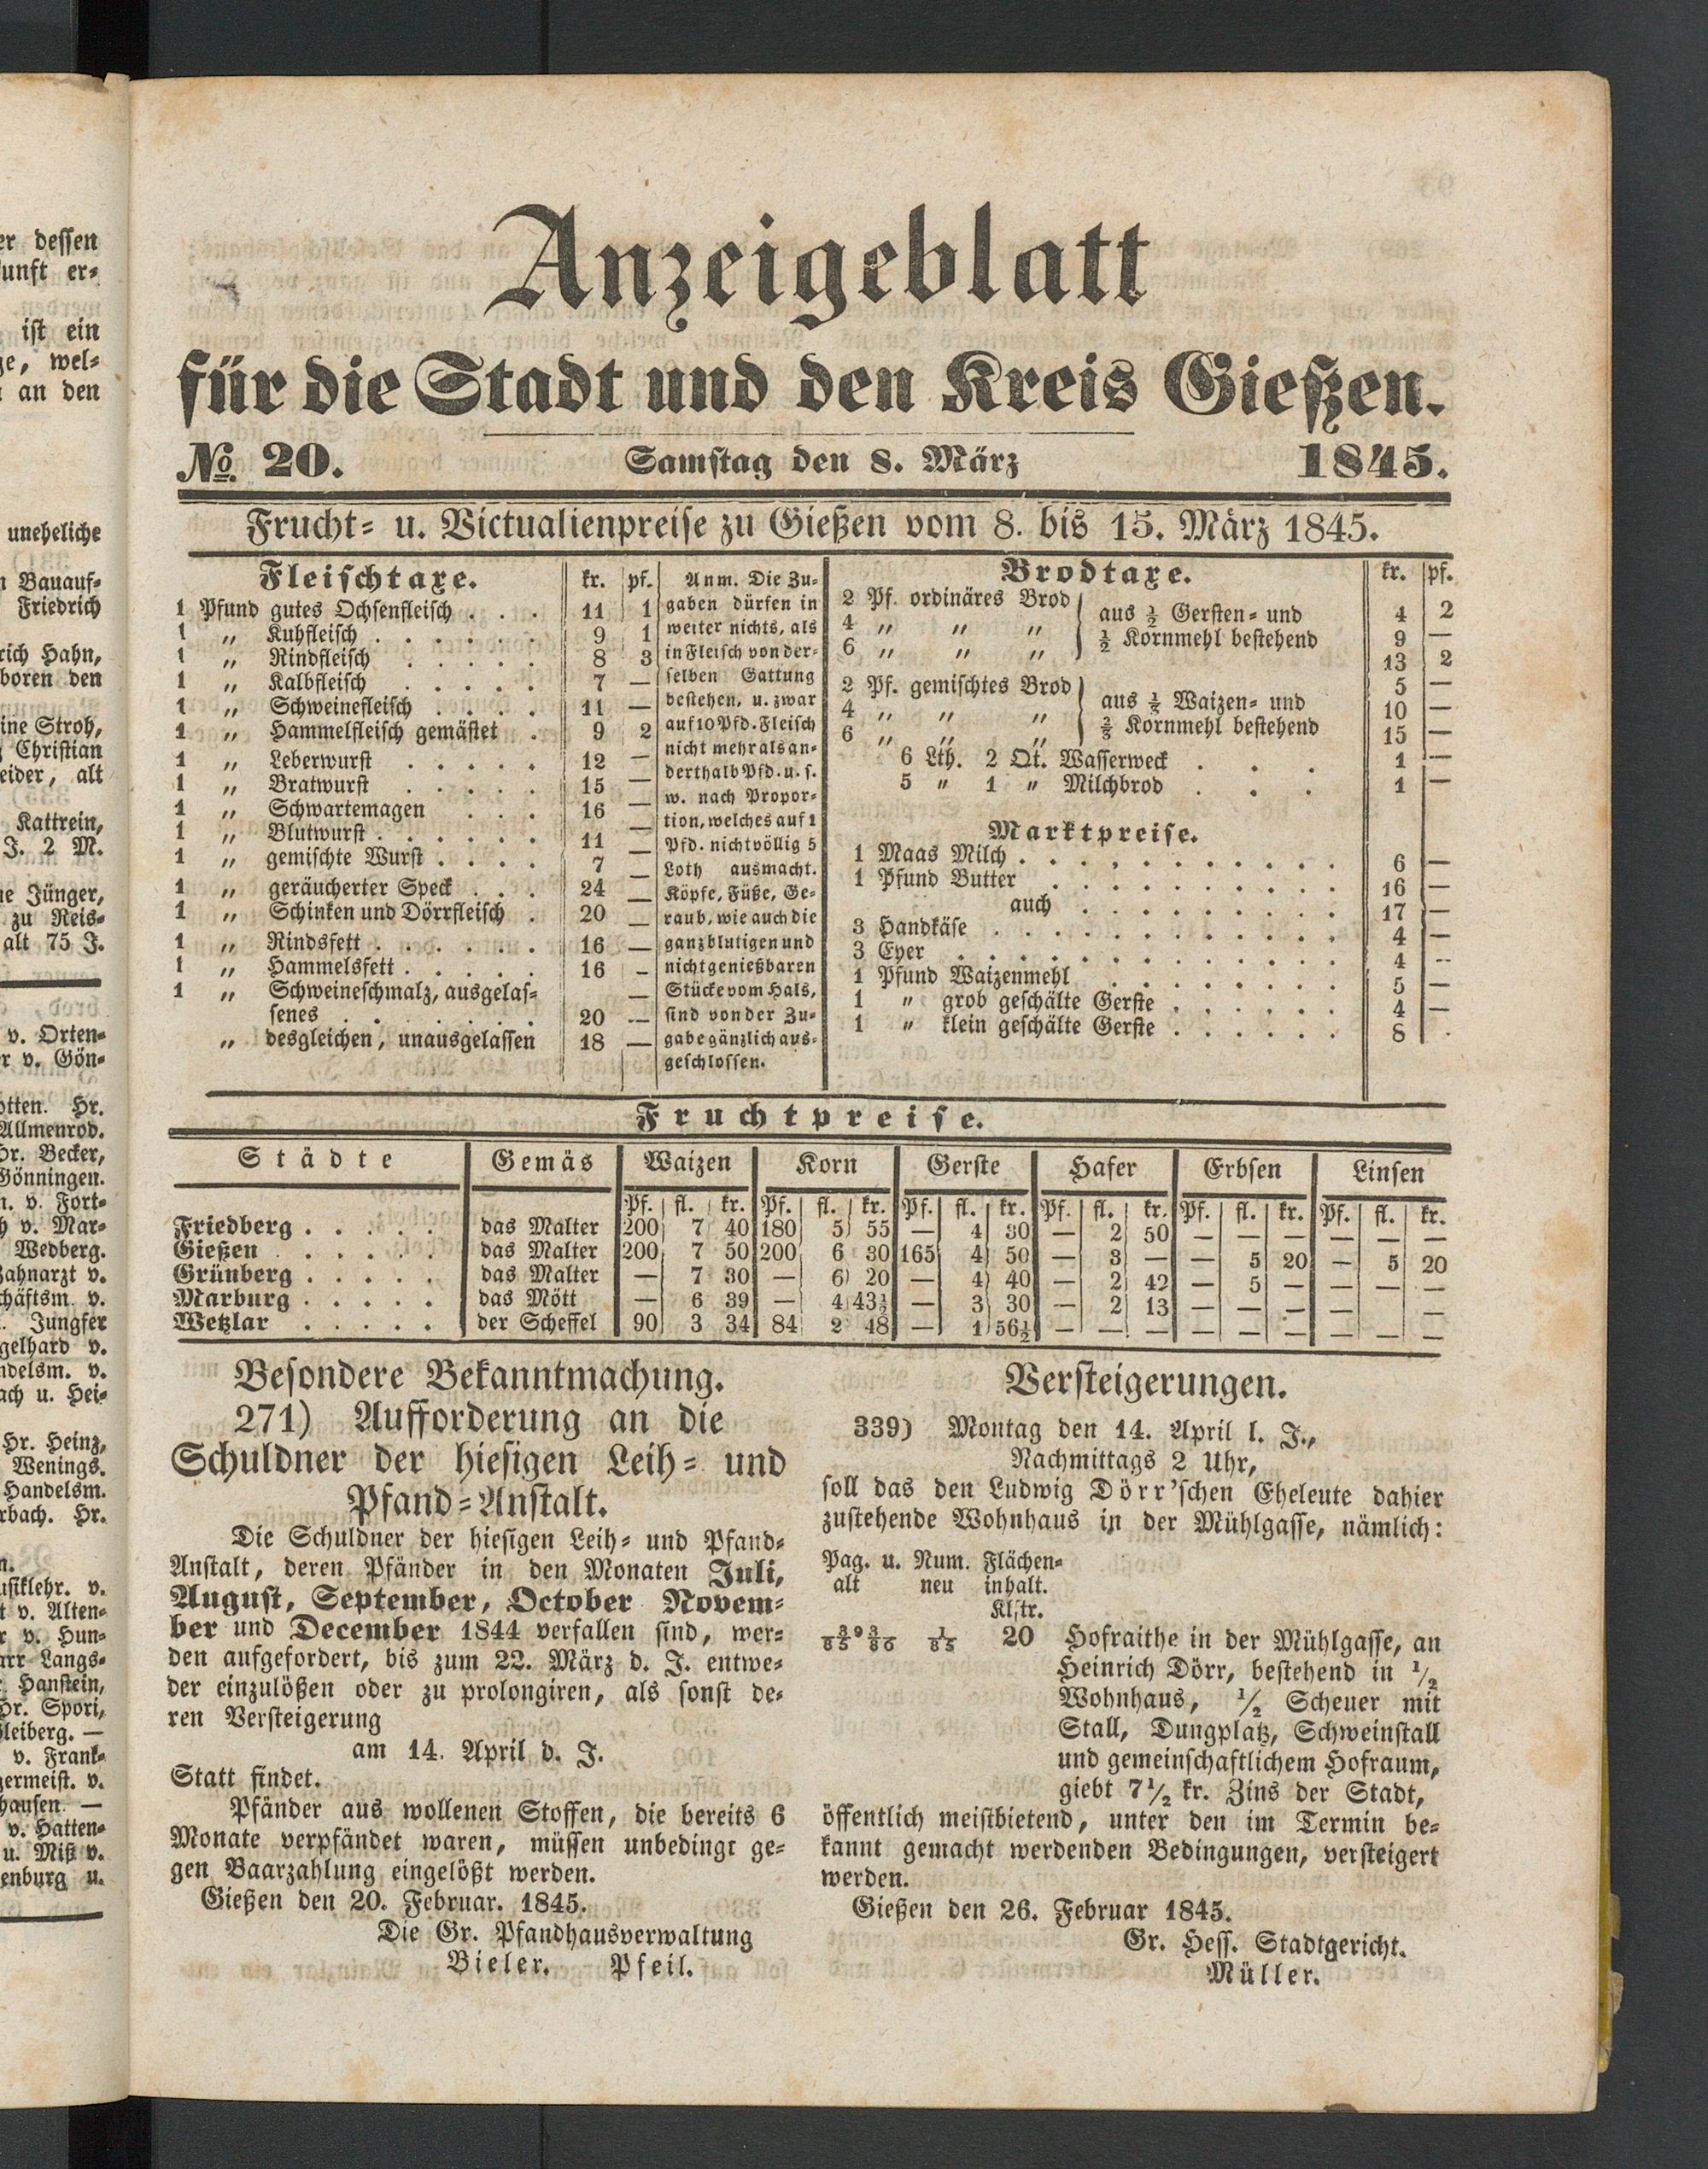 Anzeigeblatt
für die Stadt und den Kreis Gießen.
No. 20. Samstag den 8. März 1845.
Frucht= u. Victualienpreise zu Gießen vom 8. bis 15. März 1845.
Fleischtaxe. kr. pf.
1 Pfund gutes Ochsenfleisch . . . 11 1
1 „ Kuhfleisch . . . . . . 9 1
1 „ Rindfleisch . . . . . 8 3
1 „ Kalbfleisch . . . . . 7 —
1 „ Schweinefleisch . . . . 11 —
1 „ Hammelfleisch gemästet . 9 2
1 „ Leberwurst . . . . . 12 —
1 „ Bratwurst . . . . . 15 —
1 „ Schwartemagen . . . 16 —
1 „ Blutwurst . . . . . . 11 —
1 „ gemischte Wurst . . . . 7 —
1 „ geräucherter Speck . . . 24 —
1 „ Schinken und Dörrfleisch . 20 —
1 „ Rindsfett . . . . . . 16 —
1 „ Hammelsfett . . . . . 16 —
1 „ Schweineschmalz, ausgelas= —
senes . . . . . . . 20 —
„ desgleichen, unausgelassen 18 —
Anm. Die Zu=
gaben dürfen in
weiter nichts, als
in Fleisch von der=
selben Gattung
bestehen, u. zwar
auf 10 Pfd. Fleisch
nicht mehr als an=
derthalb Pfd. u. s.
w. nach Propor=
tion, welches auf 1
Pfd. nicht völlig 5
Loth ausmacht.
Köpfe, Füße, Ge=
raub, wie auch die
ganz blutigen und
nicht genießbaren
Stücke vom Hals,
sind von der Zu=
gabe gänzlich aus=
geschlossen.
Brodtaxe. kr. pf.
2 Pf. ordinäres Brod aus ½ Gersten= und 4 2
4 „ „ „ ½ Kornmehl bestehend 9 —
6 „ „ „ 13 2
2 Pf. gemischtes Brod aus Waizen= und 5 —
4 „ „ „ Kornmehl bestehend 10 —
6 „ „ „ 15 —
6 Lth. 2 Qt. Wasserweck . . . 1 —
5 „ 1 „ Milchbrod . . . 1 —
Marktpreise.
1 Maas Milch . . . . . . . . . . 6 —
1 Pfund Butter . . . . . . . . . 16 —
auch . . . . . . . . 17 —
3 Handkäse . . . . . . . . . . . 4 —
3 Eyer . . . . . . . . . . . . 4 —
1 Pfund Waizenmehl . . . . . . . 5 —
1 „ grob geschälte Gerste . . . . . . 4 —
1 „ klein geschälte Gerste . . . . . . 8
Fruchtpreise.
Städte Gemäs Waizen Korn Gerste Hafer Erbsen Linsen
Pf. fl. kr. Pf. fl. kr. Pf. fl. kr. Pf. fl. kr. Pf. fl. kr. Pf. fl. kr.
Friedberg . . . . . das Malter 200 7 40 180 5 55 — 4 30 — 2 50 — — — — — —
Gießen . . . . . . das Malter 200 7 50 200 6 30 165 4 50 — 3 — — 5 20 — 5 20
Grünberg . . . . . das Malter — 7 30 — 6 20 — 4 40 — 2 42 — 5 — — — —
Marburg . . . . . das Mött — 6 39 — 4 43½ — 3 30 — 2 13 — — — — —
Wetzlar . . . . . der Scheffel 90 3 34 84 2 48 — 1 56½ — — — — — — — — —
Besondere Bekanntmachung.
271) Aufforderung an die
Schuldner der hiesigen Leih= und
Pfand=Anstalt.
Die Schuldner der hiesigen Leih= und Pfand=
Anstalt, deren Pfänder in den Monaten Juli,
August, September, October Novem=
ber und December 1844 verfallen sind, wer=
den aufgefordert, bis zum 22. März d. J. entwe=
der einzulößen oder zu prolongiren, als sonst de=
ren Versteigerung
am 14. April d. J.
Statt findet.
Pfänder aus wollenen Stoffen, die bereits 6
Monate verpfändet waren, müssen unbedingt ge=
gen Baarzahlung eingelößt werden.
Gießen den 20. Februar. 1845.
Die Gr. Pfandhausverwaltung
Bieler. Pfeil.
Versteigerungen.
339) Montag den 14. April l. J.,
Nachmittags 2 Uhr,
soll das den Ludwig Dörr'schen Eheleute dahier
zustehende Wohnhaus in der Mühlgasse, nämlich:
Pag. u. Num. Flächen=
alt neu inhalt.
Klftr.
20 Hofraithe in der Mühlgasse, an
Heinrich Dörr, bestehend in 1/2
Wohnhaus, 1/2 Scheuer mit
Stall, Dungplatz, Schweinstall
und gemeinschaftlichem Hofraum,
giebt 7 1/2 kr. Zins der Stadt,
öffentlich meistbietend, unter den im Termin be=
kannt gemacht werdenden Bedingungen, versteigert
werden.
Gießen den 26. Februar 1845.
Gr. Hess. Stadtgericht.
Müller.